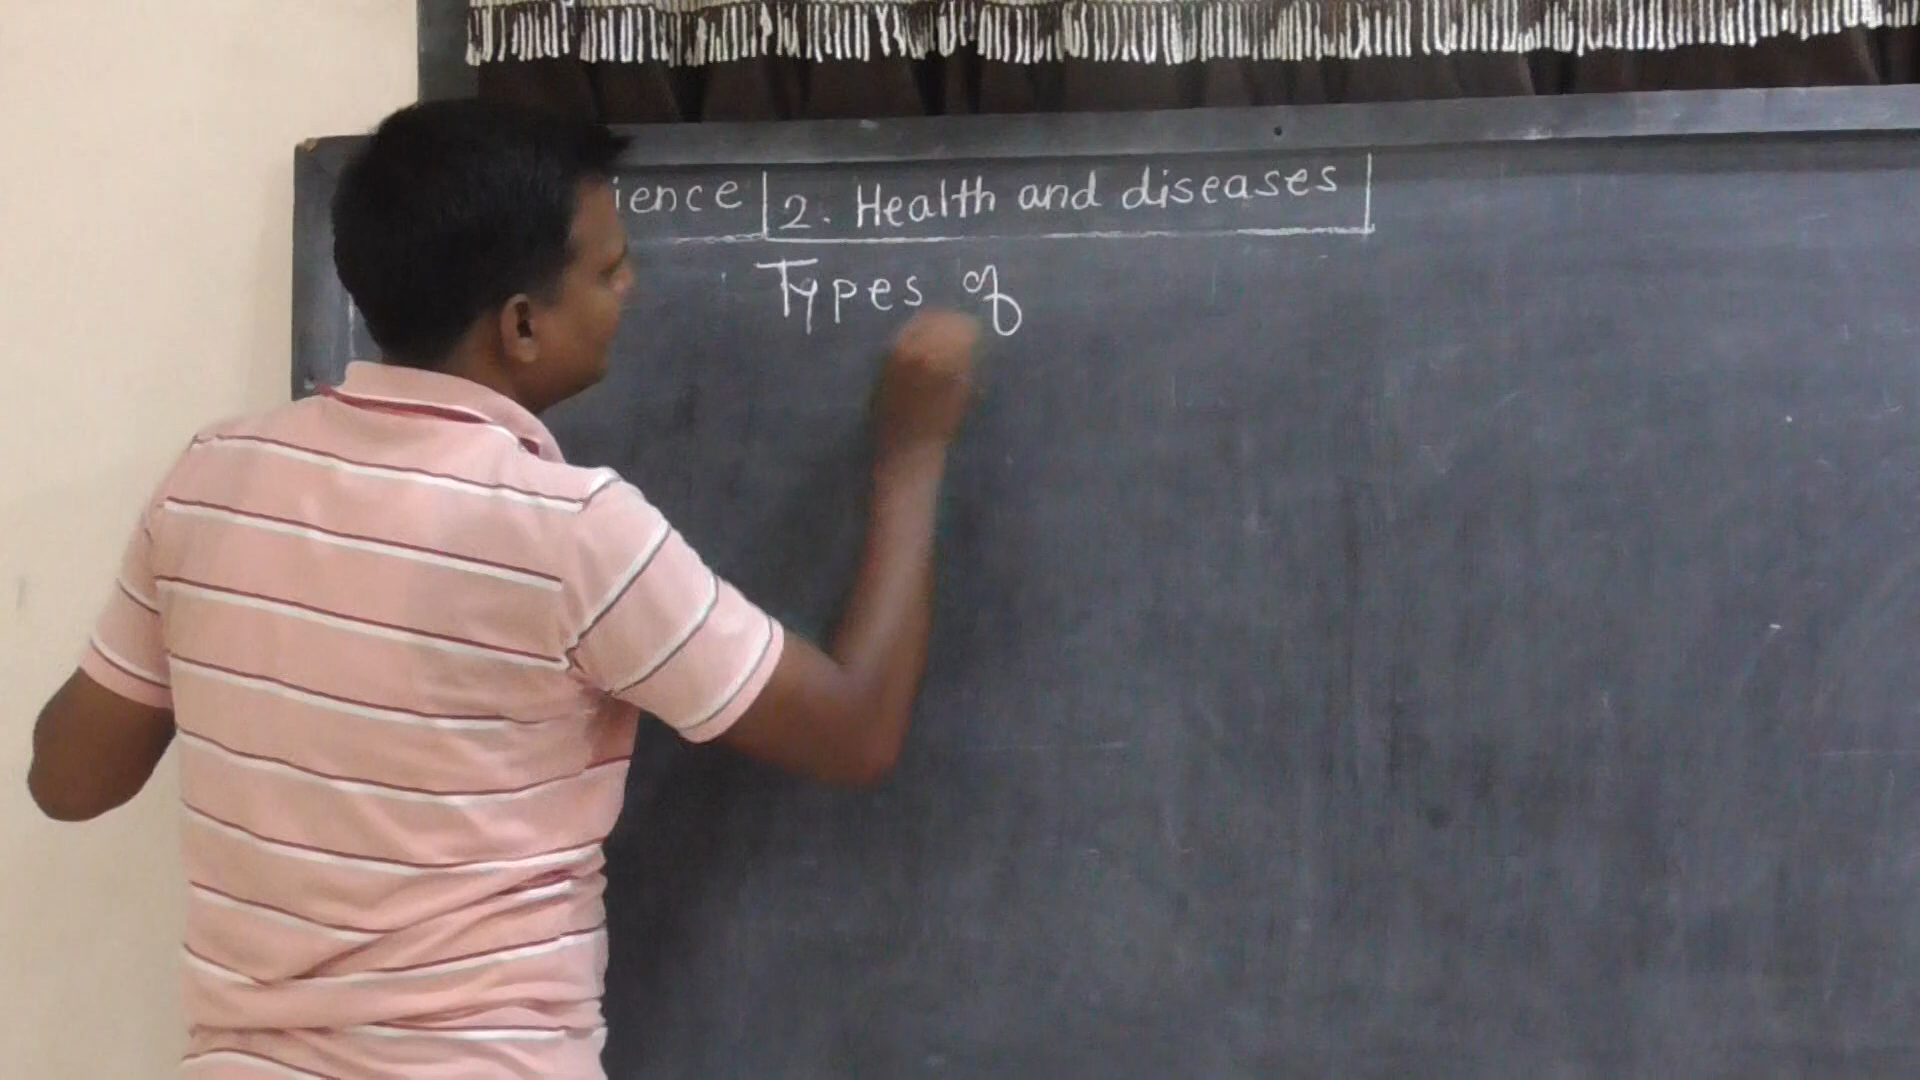 ience 2. Health and diseases
Types of